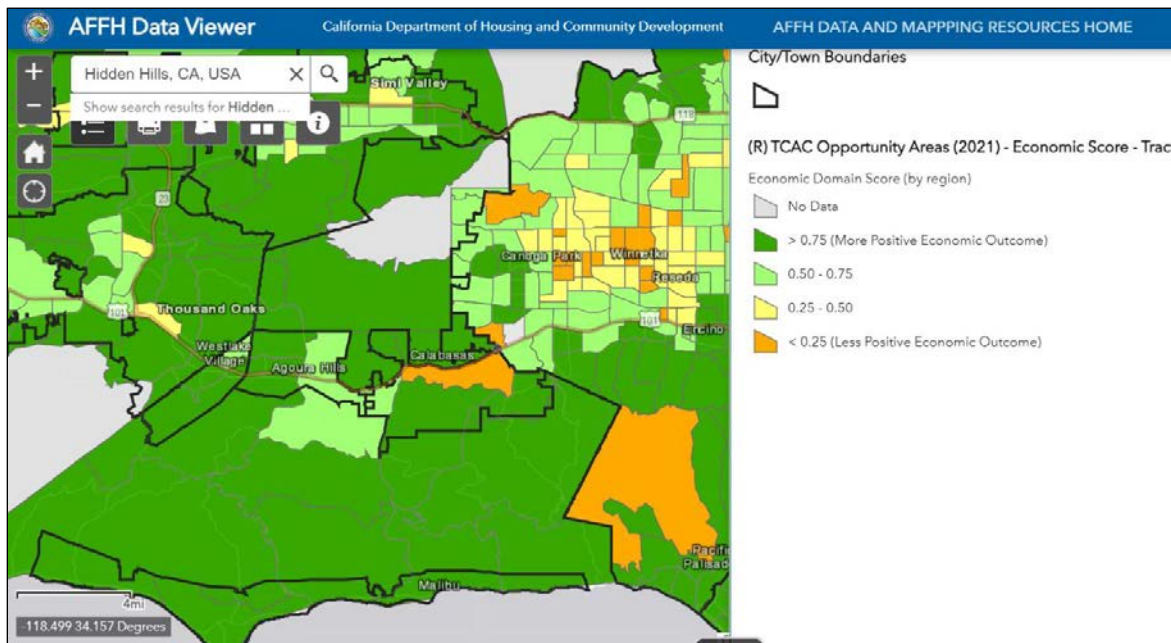 AFFH Data Viewer
California Department of Housing and Community Development
AFFH DATA AND MAPPPING RESOURCES HOME
+
Hidden Hills, CA, USA
Show search results for Hidden ...
−
Simi Valley
118
23
Canoga Park
Winnetka
Reseda
101
Thousand Oaks
101
Encino
Westlake
Village
Calabasas
Agoura Hills
Pacific
Palisad
Malibu
4mi
-118.499 34.157 Degrees
City/Town Boundaries
(R) TCAC Opportunity Areas (2021) - Economic Score - Trac
Economic Domain Score (by region)
No Data
> 0.75 (More Positive Economic Outcome)
0.50 - 0.75
0.25 - 0.50
< 0.25 (Less Positive Economic Outcome)